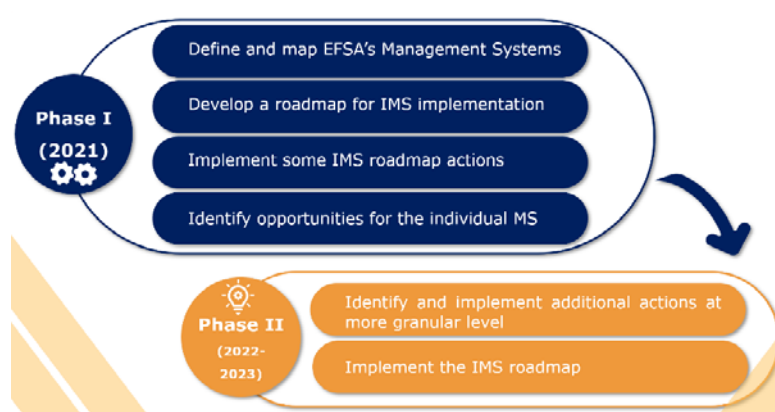 Define and map EFSA's Management Systems
Develop a roadmap for IMS implementation
Phase I
(2021)
Implement some IMS roadmap actions
Identify opportunities for the individual MS
Identify and implement additional actions at
more granular level
Phase II
(2022-
2023)
Implement the IMS roadmap